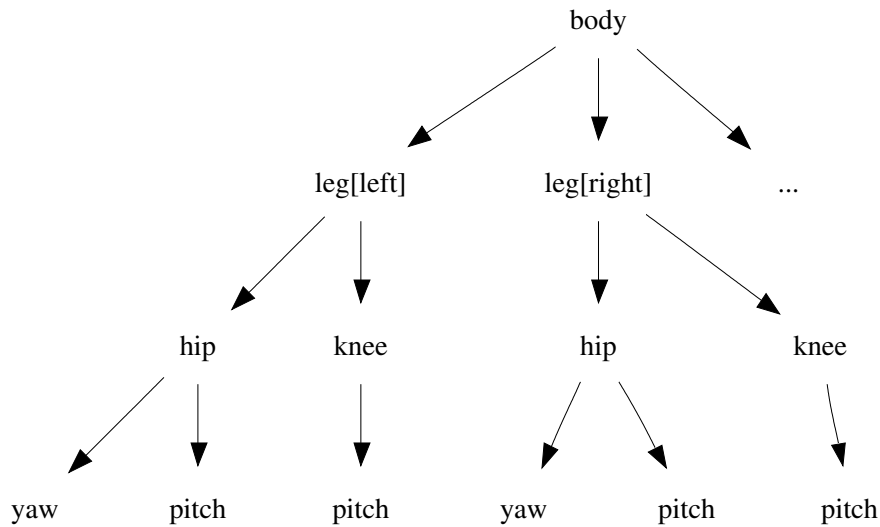 body
leg[left] leg[right] ...
hip knee hip knee
yaw pitch pitch yaw pitch pitch